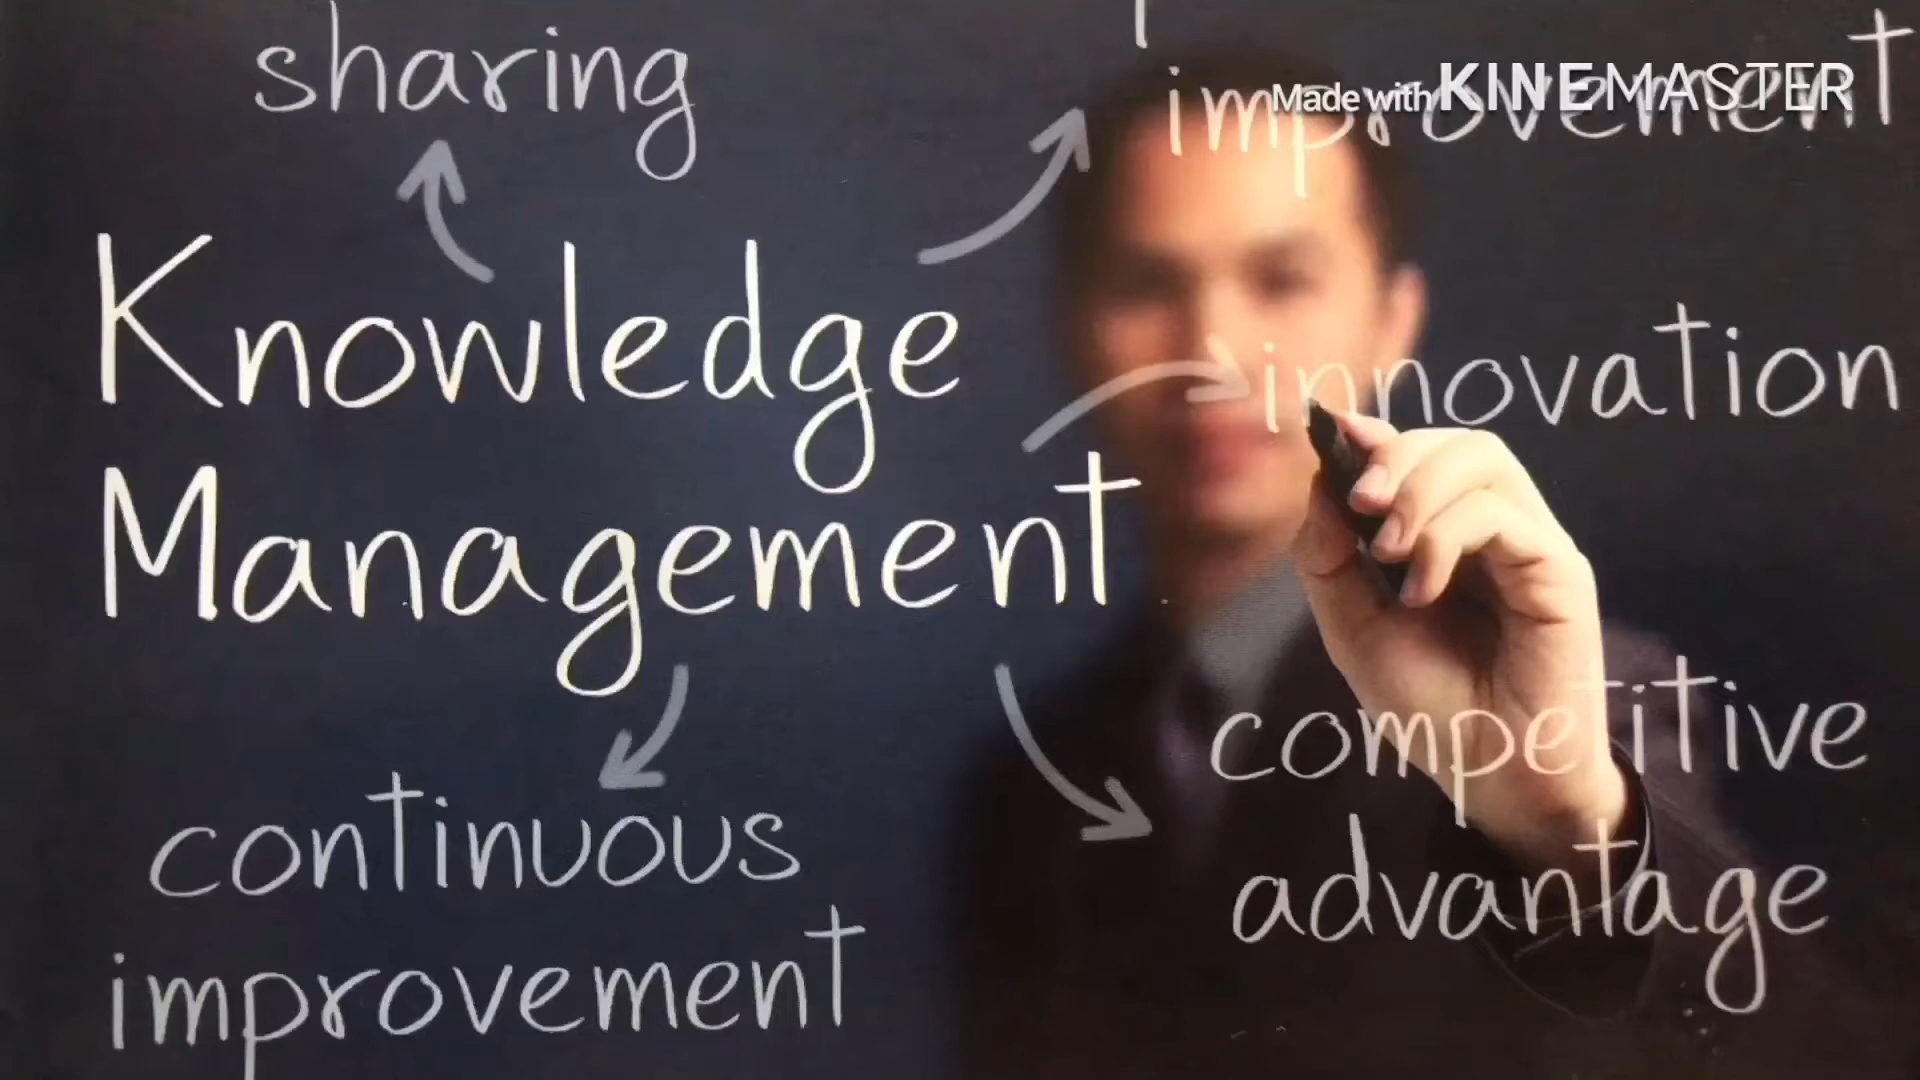 sharing
improvement
Made with KINEMASTER
Knowledge
Management
innovation
continuous
improvement
competitive
advantage